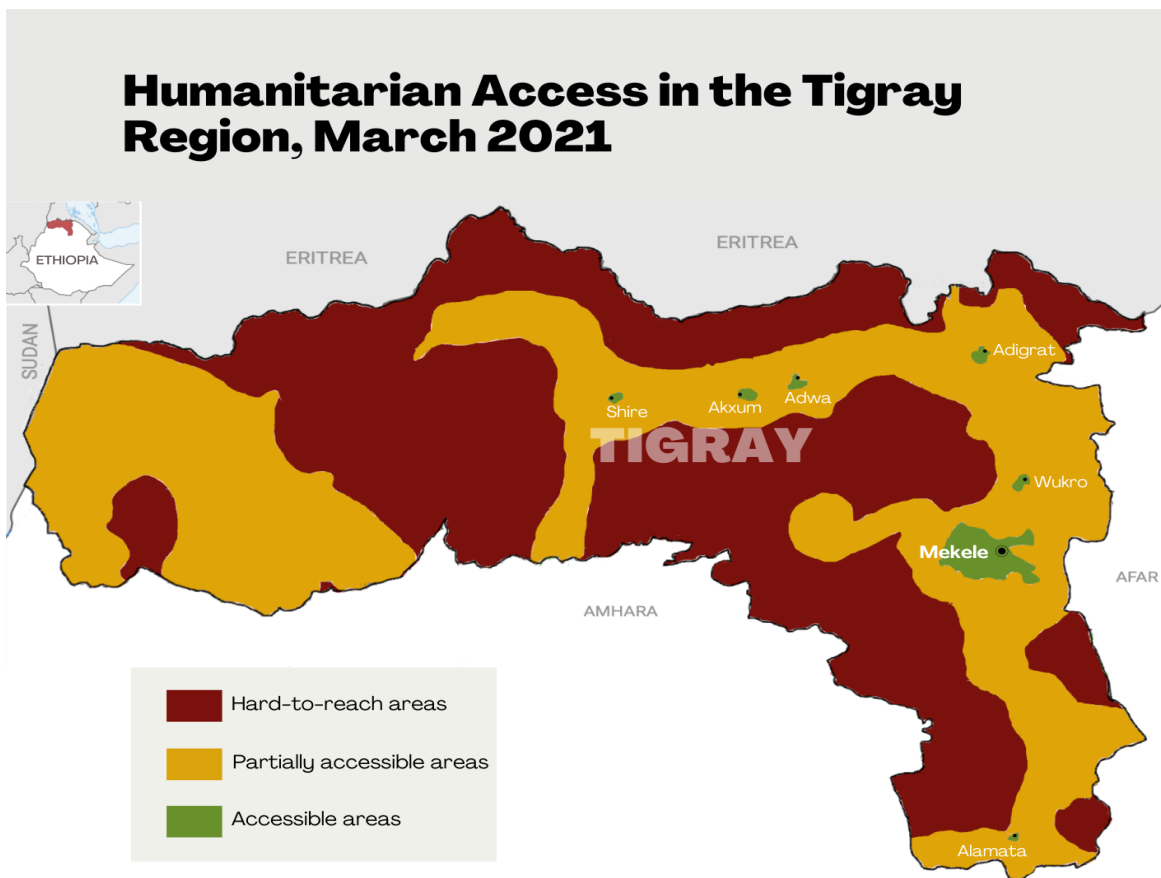 Humanitarian Access in the Tigray
Region, March 2021
ERITREA
ERITREA
ETHIOPIA
SUDAN
Adigrat
Shire
Akxum
Adwa
TIGRAY
Wukro
Mekele
AFAR
AMHARA
Hard-to-reach areas
Partially accessible areas
Accessible areas
Alamata